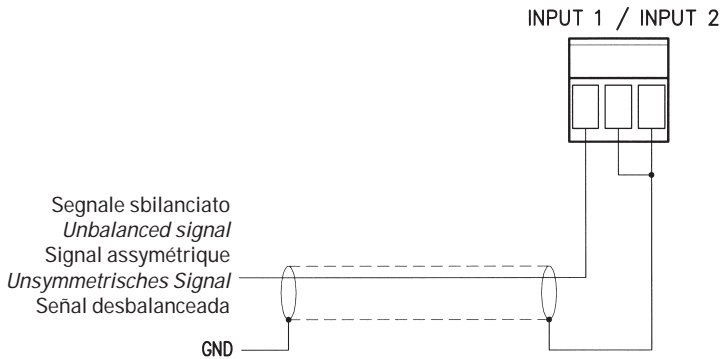 INPUT 1 / INPUT 2
Segnale sbilanciato
Unbalanced signal
Signal assymétrique
Unsymmetrisches Signal
Señal desbalanceada
GND